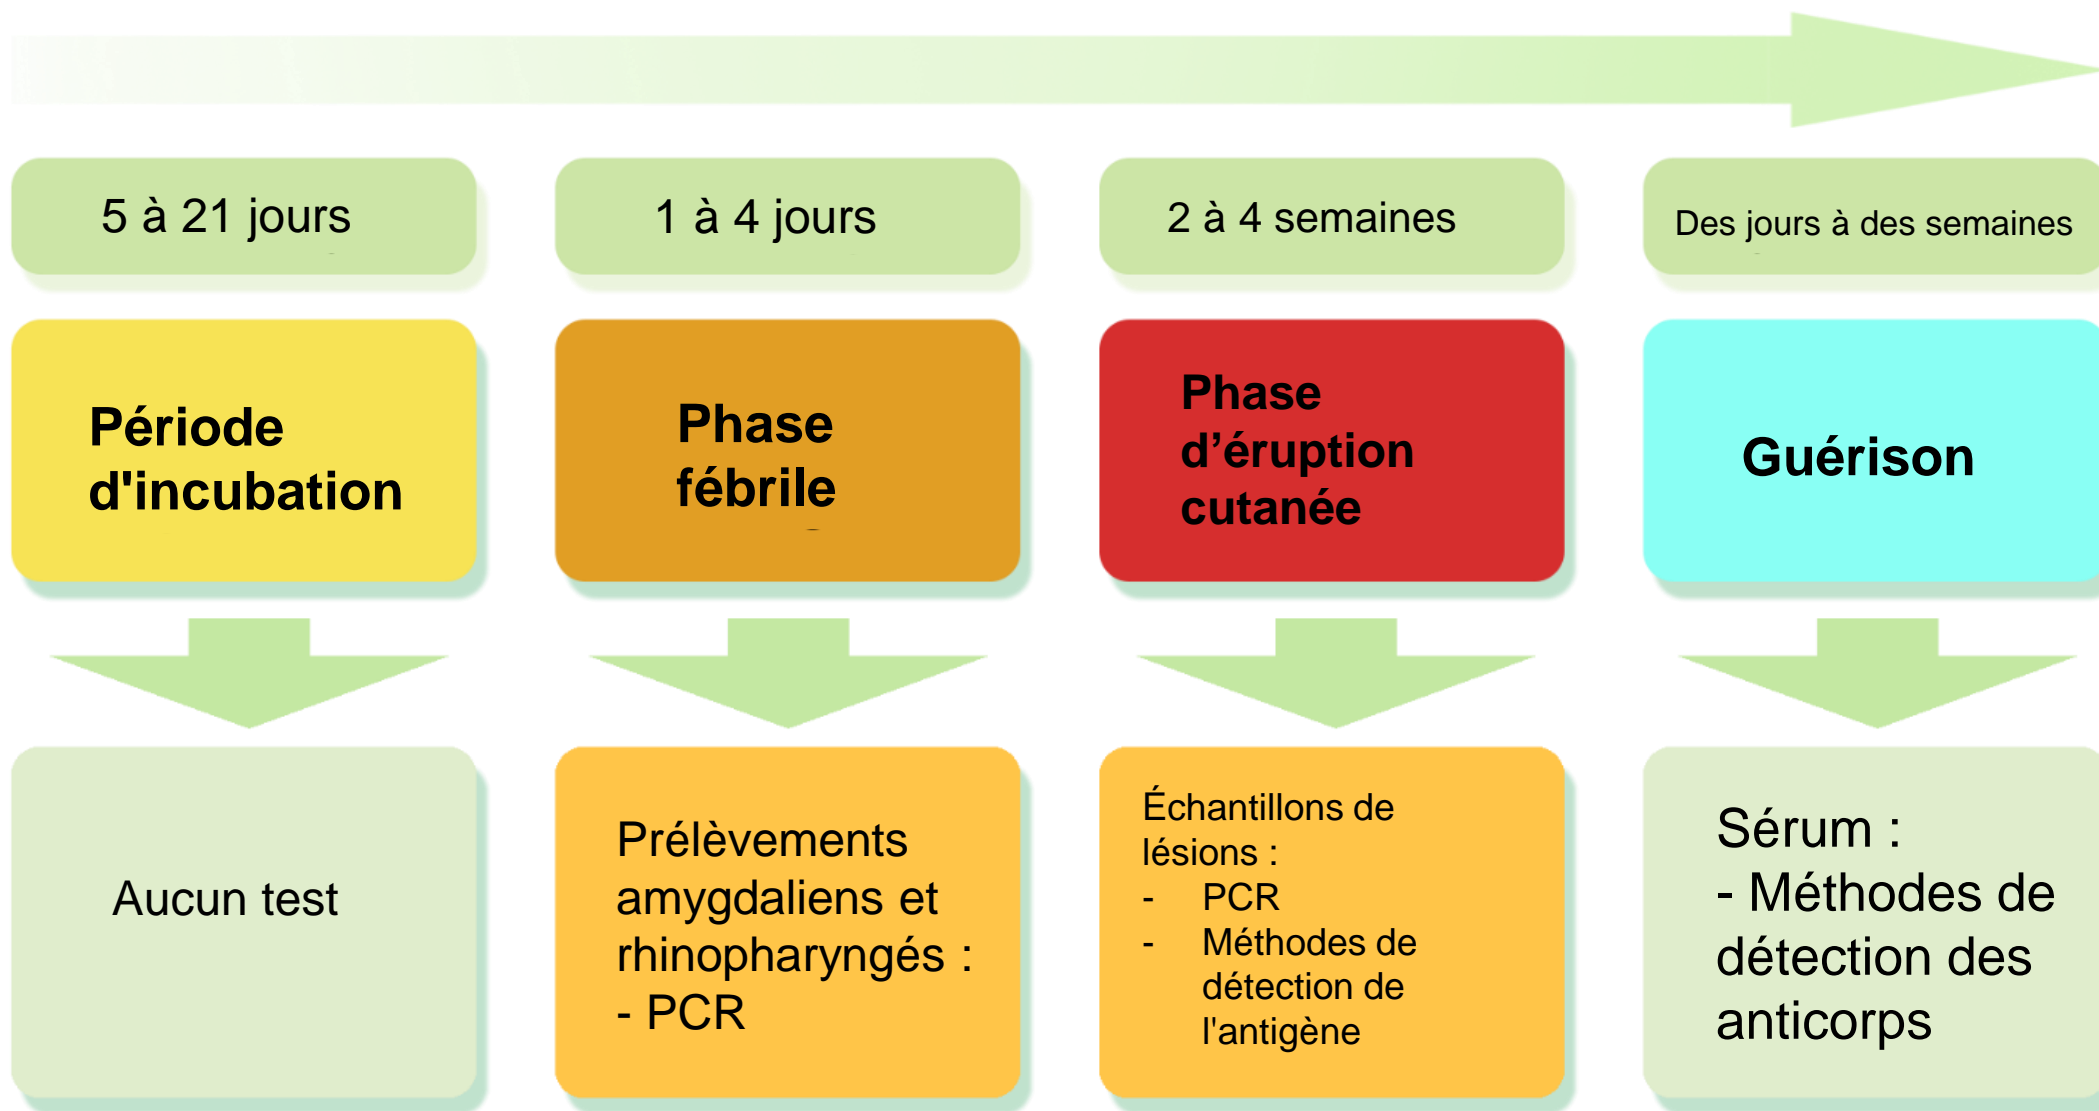 5 à 21 jours
1 à 4 jours
2 à 4 semaines
Des jours à des semaines
Période
d'incubation
Phase
fébrile
Phase
d’éruption
cutanée
Guérison
Aucun test
Prélèvements
amygdaliens et
rhinopharyngés :
- PCR
Échantillons de
lésions :
- PCR
- Méthodes de
détection de
l'antigène
Sérum :
- Méthodes de
détection des
anticorps